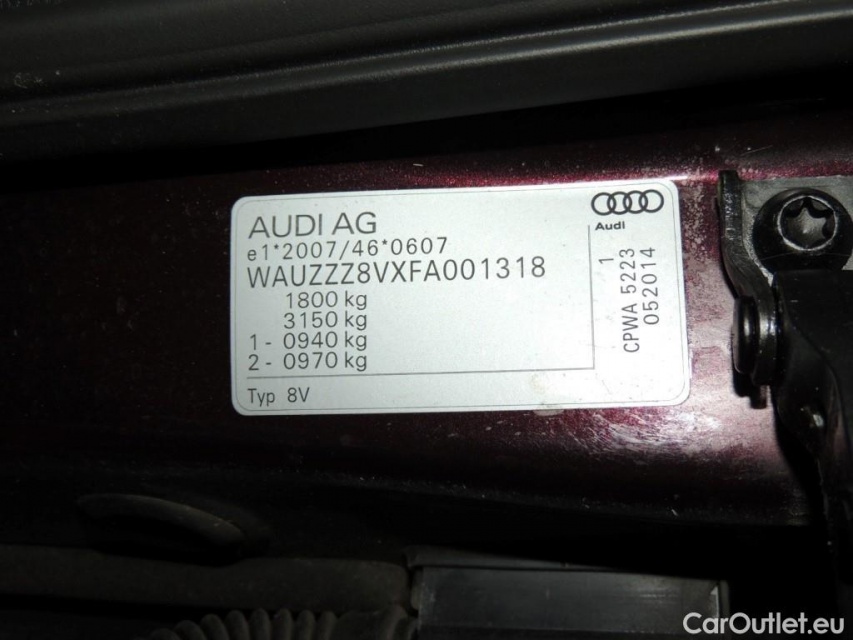 AUDI AG
Audi
e1*2007/46*0607
WAUZZZ8VXFA001318
1800 kg
3150 kg
1 - 0940 kg
2 - 0970 kg
Typ 8V
1
CPWA 5223
052014
CarOutlet.eu